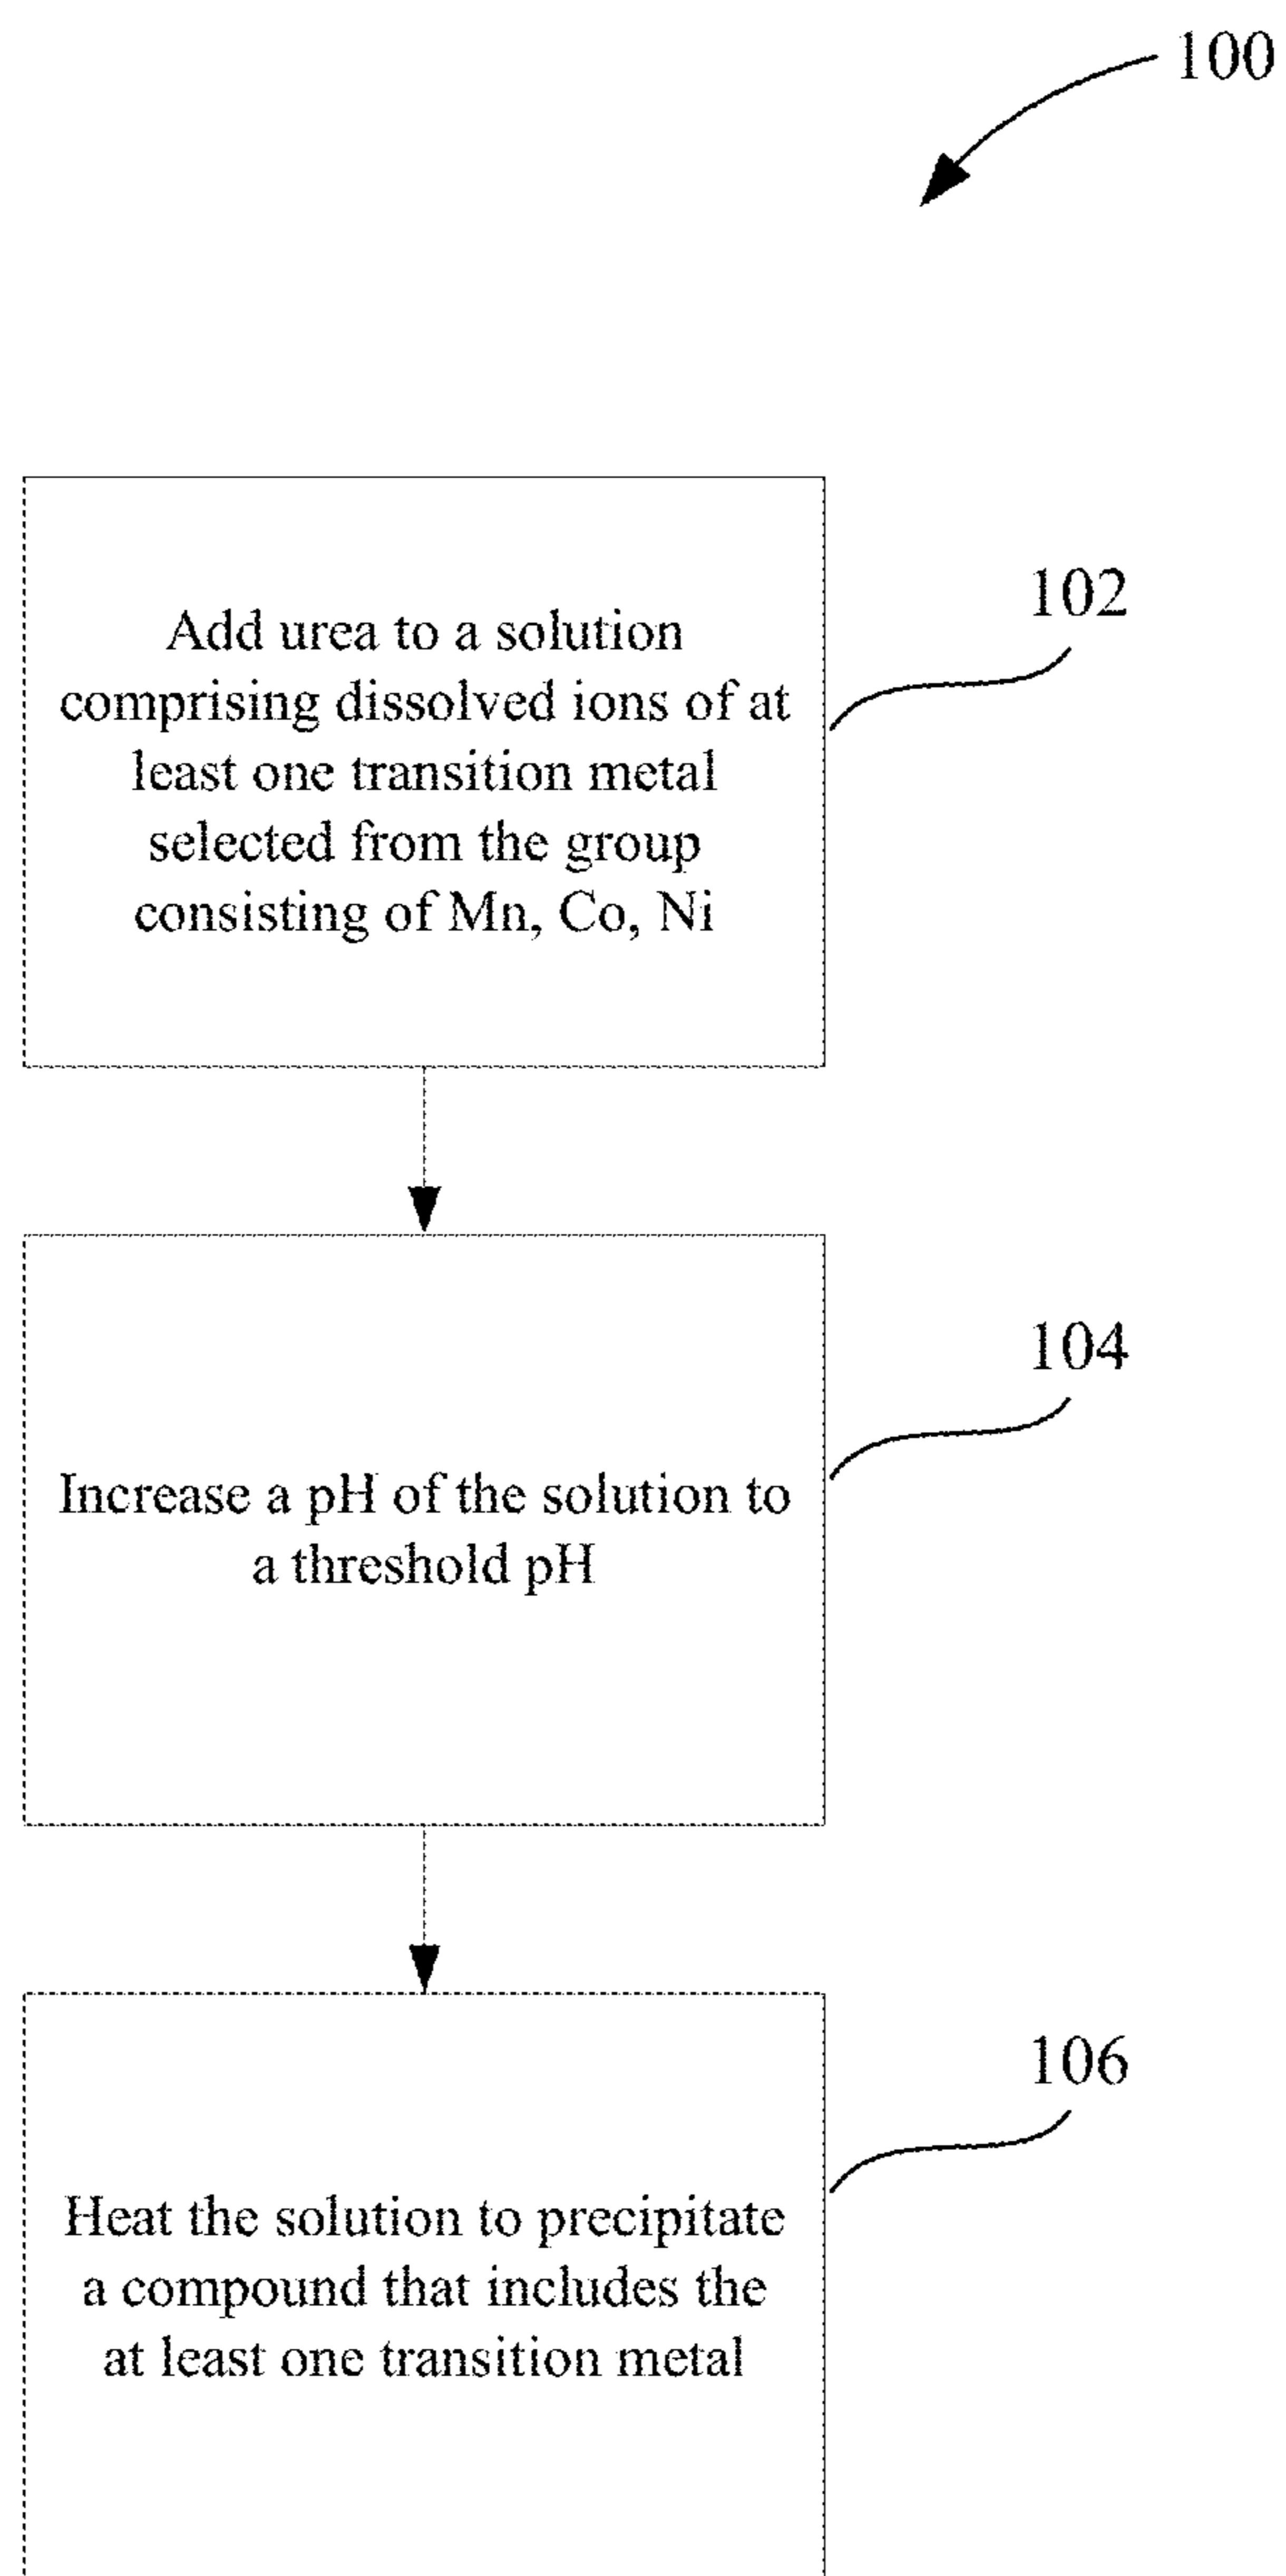 100
Add urea to a solution
comprising dissolved ions of at
least one transition metal
selected from the group
consisting of Mn, Co, Ni
102
Increase a pH of the solution to
a threshold pH
104
Heat the solution to precipitate
a compound that includes the
at least one transition metal
106